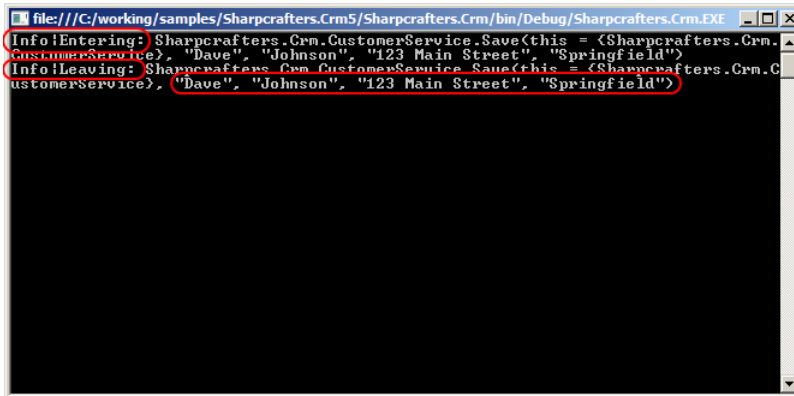 file:///C:/working/samples/Sharpcrafters.Crm5/Sharpcrafters.Crm/bin/Debug/Sharpcrafters.Crm.EXE
Info|Entering: Sharpcrafters.Crm.CustomerService.Save(this = {Sharpcrafters.Crm.
CustomerService}, "Dave", "Johnson", "123 Main Street", "Springfield")
Info|Leaving: Sharpcrafters.Crm.CustomerService.Save(this = {Sharpcrafters.Crm.C
ustomerService}, "Dave", "Johnson", "123 Main Street", "Springfield")